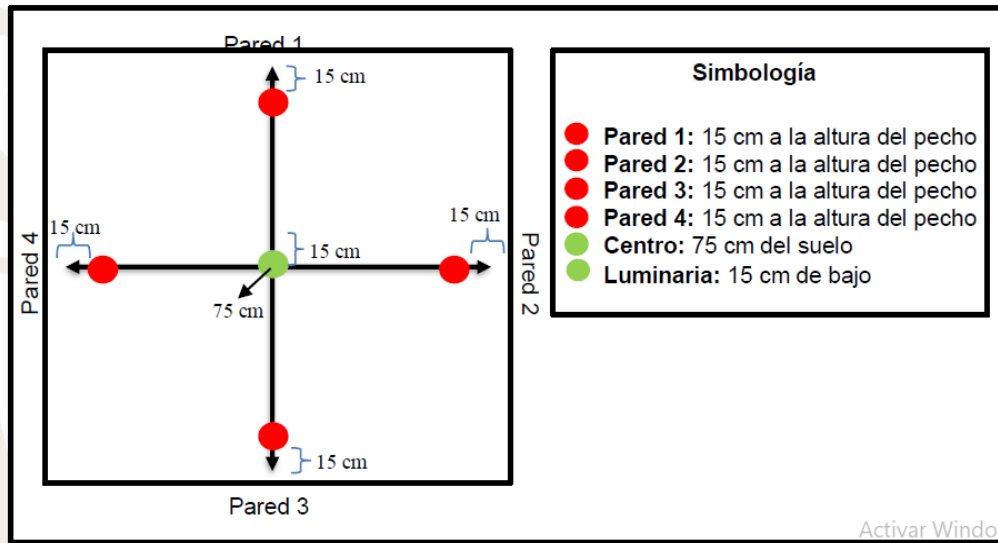 Pared 1
15 cm
15 cm
15 cm
15 cm
Pared 4
Pared 2
75 cm
15 cm
Pared 3
Simbología
Pared 1: 15 cm a la altura del pecho
Pared 2: 15 cm a la altura del pecho
Pared 3: 15 cm a la altura del pecho
Pared 4: 15 cm a la altura del pecho
Centro: 75 cm del suelo
Luminaria: 15 cm de bajo
Activar Windo